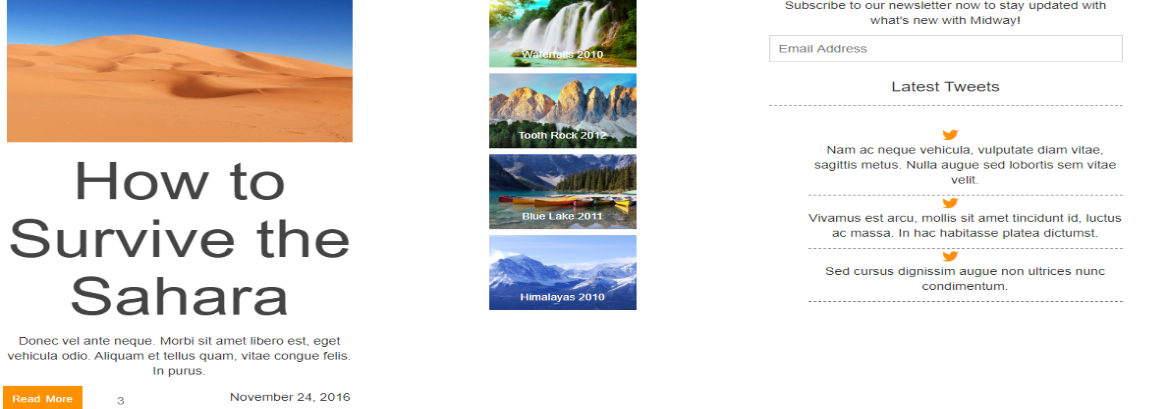 How to
Survive the
Sahara
Donec vel ante neque. Morbi sit amet libero est, eget
vehicula odio. Aliquam et tellus quam, vitae congue felis.
In purus.
Read More
3
November 24, 2016
Waterfalls 2010
Tooth Rock 2012
Blue Lake 2011
Himalayas 2010
Subscribe to our newsletter now to stay updated with
what's new with Midway!
Email Address
Latest Tweets
Nam ac neque vehicula, vulputate diam vitae,
sagittis metus. Nulla augue sed lobortis sem vitae
velit.
Vivamus est arcu, mollis sit amet tincidunt id, luctus
ac massa. In hac habitasse platea dictumst.
Sed cursus dignissim augue non ultrices nunc
condimentum.